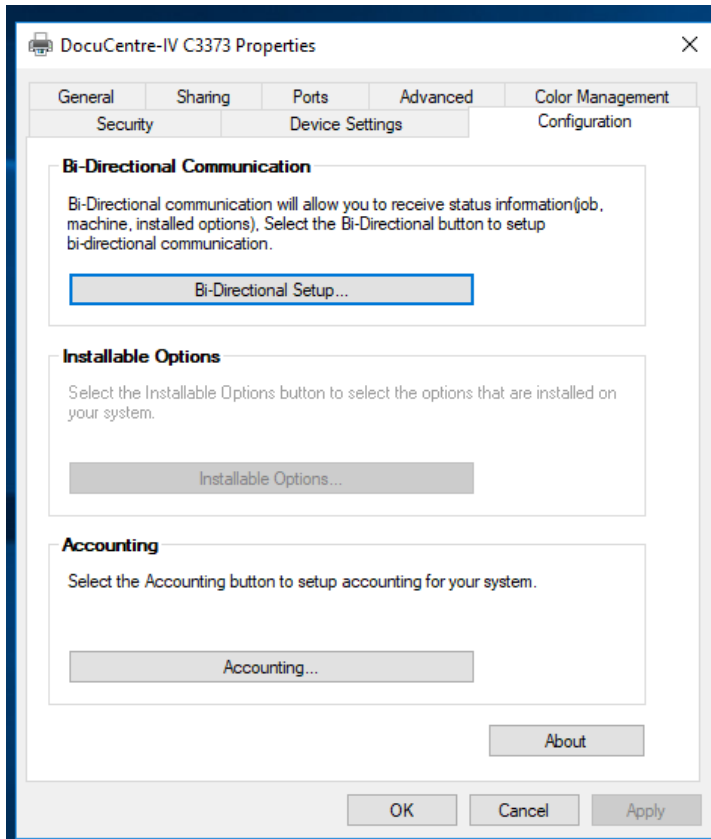 DocuCentre-IV C3373 Properties
General Sharing Ports Advanced Color Management
Security Device Settings Configuration
Bi-Directional Communication
Bi-Directional communication will allow you to receive status information(job,
machine, installed options), Select the Bi-Directional button to setup
bi-directional communication.
Bi-Directional Setup...
Installable Options
Select the Installable Options button to select the options that are installed on
your system.
Installable Options...
Accounting
Select the Accounting button to setup accounting for your system.
Accounting...
About
OK Cancel Apply